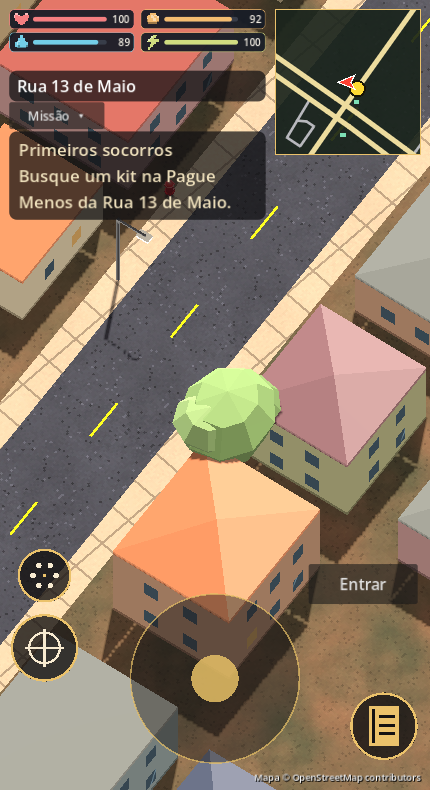 100
92
89
100
Rua 13 de Maio
Missão
Primeiros socorros
Busque um kit na Pague
Menos da Rua 13 de Maio.
Entrar
Mapa © OpenStreetMap contributors